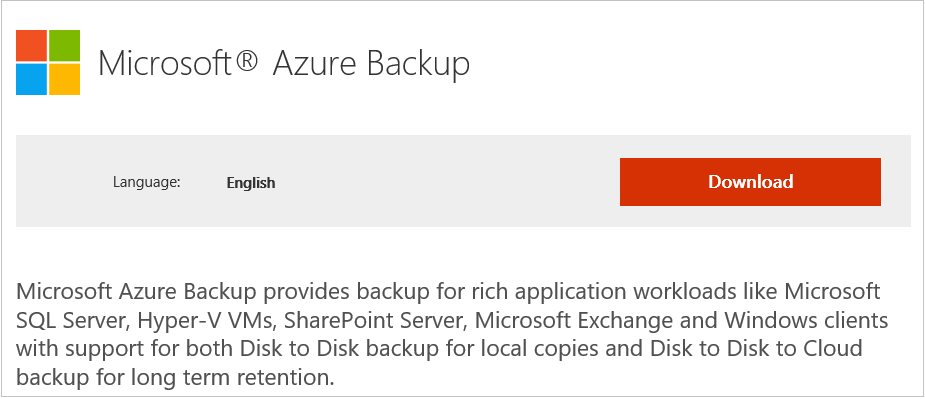 Microsoft® Azure Backup
Language: English Download
Microsoft Azure Backup provides backup for rich application workloads like Microsoft
SQL Server, Hyper-V VMs, SharePoint Server, Microsoft Exchange and Windows clients
with support for both Disk to Disk backup for local copies and Disk to Disk to Cloud
backup for long term retention.